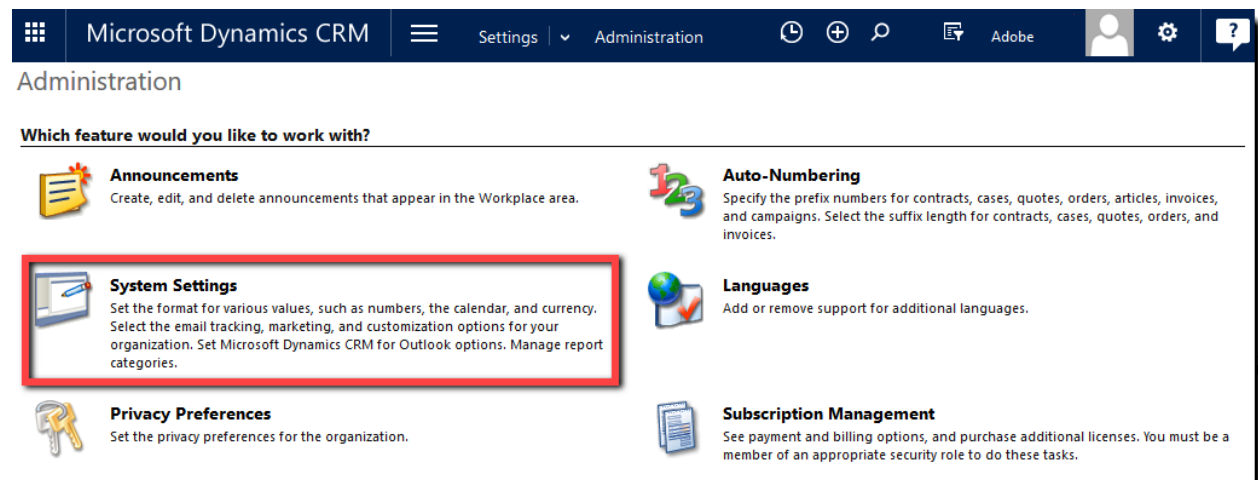 Microsoft Dynamics CRM Settings Administration Adobe ?
Administration
Which feature would you like to work with?
Announcements
Create, edit, and delete announcements that appear in the Workplace area.
123
Auto-Numbering
Specify the prefix numbers for contracts, cases, quotes, orders, articles, invoices,
and campaigns. Select the suffix length for contracts, cases, quotes, orders, and
invoices.
System Settings
Set the format for various values, such as numbers, the calendar, and currency.
Select the email tracking, marketing, and customization options for your
organization. Set Microsoft Dynamics CRM for Outlook options. Manage report
categories.
Languages
Add or remove support for additional languages.
Privacy Preferences
Set the privacy preferences for the organization.
Subscription Management
See payment and billing options, and purchase additional licenses. You must be a
member of an appropriate security role to do these tasks.